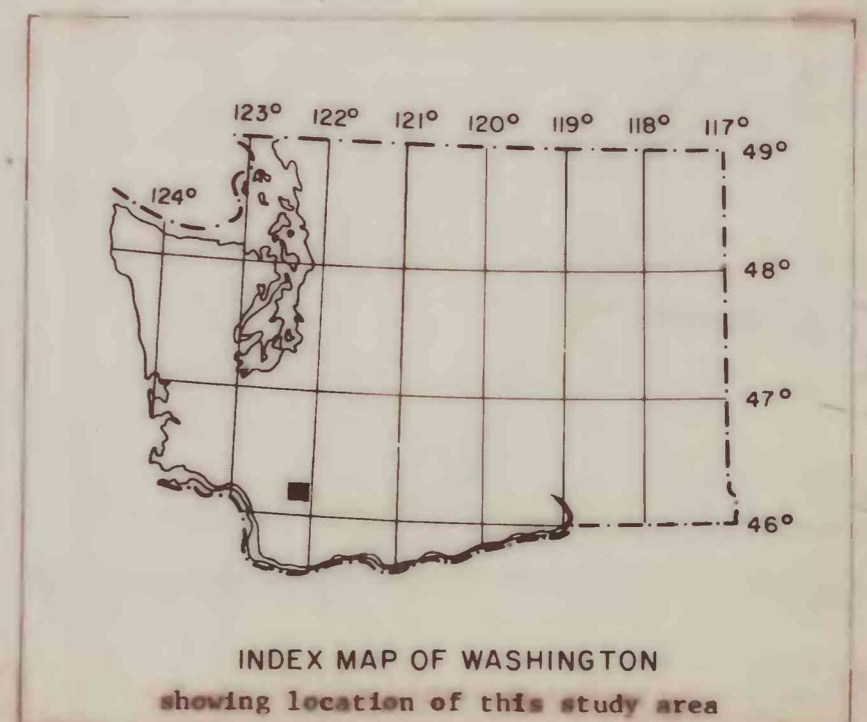 123° 122° 121° 120° 119° 118° 117°
49°
124°
48°
47°
46°
INDEX MAP OF WASHINGTON
showing location of this study area